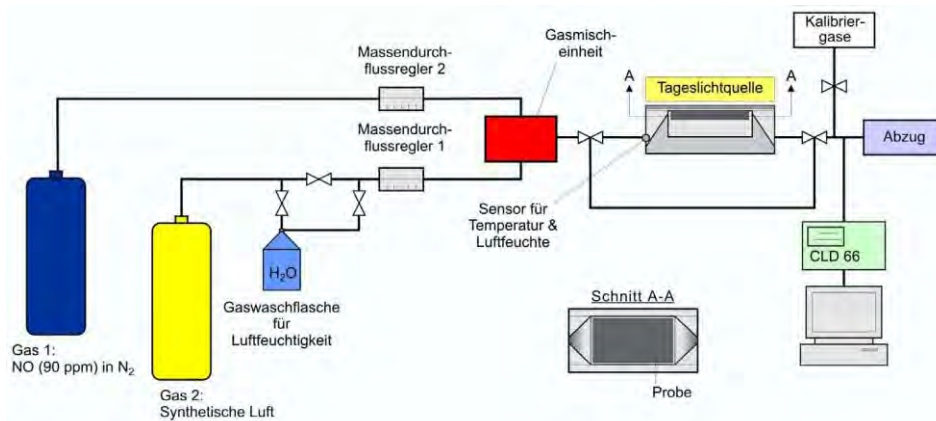 Kalibrier-
gase
Gasmisch-
einheit
Massendurch-
flussregler 2
A
Tageslichtquelle
A
Massendurch-
flussregler 1
Abzug
Sensor für
Temperatur &
Luftfeuchte
CLD 66
H₂O
Gaswaschflasche
für
Luftfeuchtigkeit
Schnitt A-A
Probe
Gas 1:
NO (90 ppm) in N₂
Gas 2:
Synthetische Luft